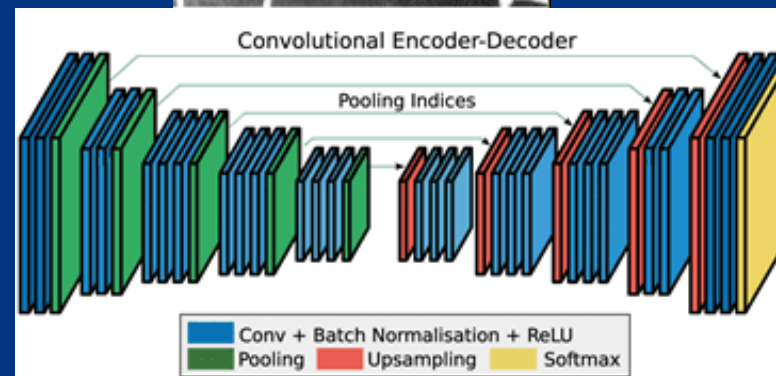 Convolutional Encoder-Decoder
Pooling Indices
Conv + Batch Normalisation + ReLU
Pooling Upsampling Softmax